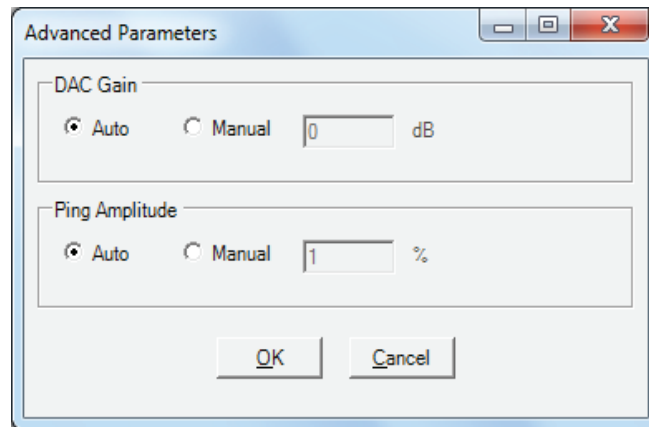 Advanced Parameters
DAC Gain
Auto Manual 0 dB
Ping Amplitude
Auto Manual 1 %
OK Cancel